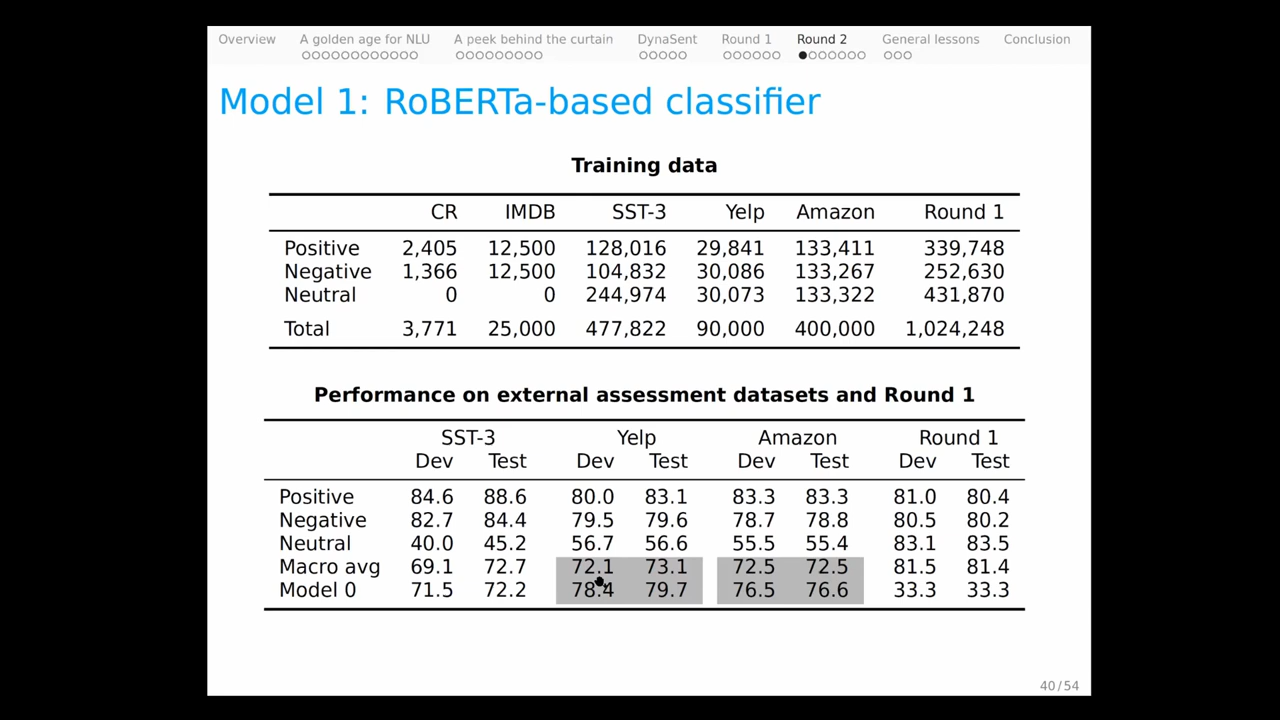 Overview A golden age for NLU A peek behind the curtain DynaSent Round 1 Round 2 General lessons Conclusion
Model 1: RoBERTa-based classifier
Training data
CR IMDB SST-3 Yelp Amazon Round 1
Positive 2,405 12,500 128,016 29,841 133,411 339,748
Negative 1,366 12,500 104,832 30,086 133,267 252,630
Neutral 0 0 244,974 30,073 133,322 431,870
Total 3,771 25,000 477,822 90,000 400,000 1,024,248
Performance on external assessment datasets and Round 1
SST-3 Yelp Amazon Round 1
Dev Test Dev Test Dev Test Dev Test
Positive 84.6 88.6 80.0 83.1 83.3 83.3 81.0 80.4
Negative 82.7 84.4 79.5 79.6 78.7 78.8 80.5 80.2
Neutral 40.0 45.2 56.7 56.6 55.5 55.4 83.1 83.5
Macro avg 69.1 72.7 72.1 73.1 72.5 72.5 81.5 81.4
Model 0 71.5 72.2 78.4 79.7 76.5 76.6 33.3 33.3
40/54